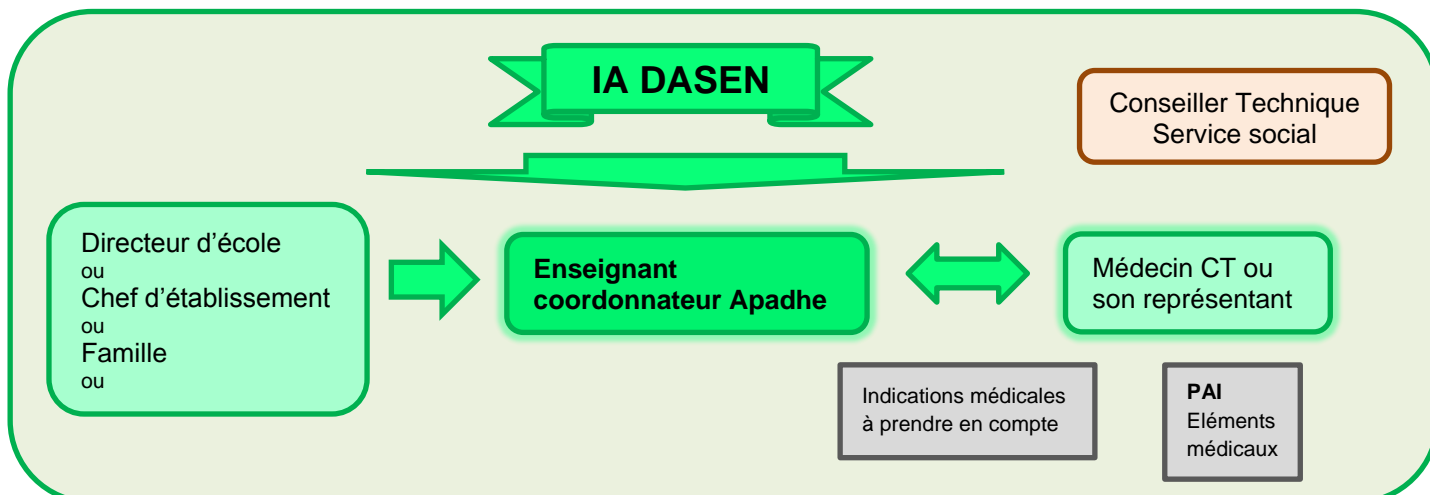 IA DASEN
Conseiller Technique
Service social
Directeur d’école
ou
Chef d’établissement
ou
Famille
ou
Enseignant
coordonnateur Apadhe
Médecin CT ou
son représentant
Indications médicales
à prendre en compte
PAI
Eléments
médicaux